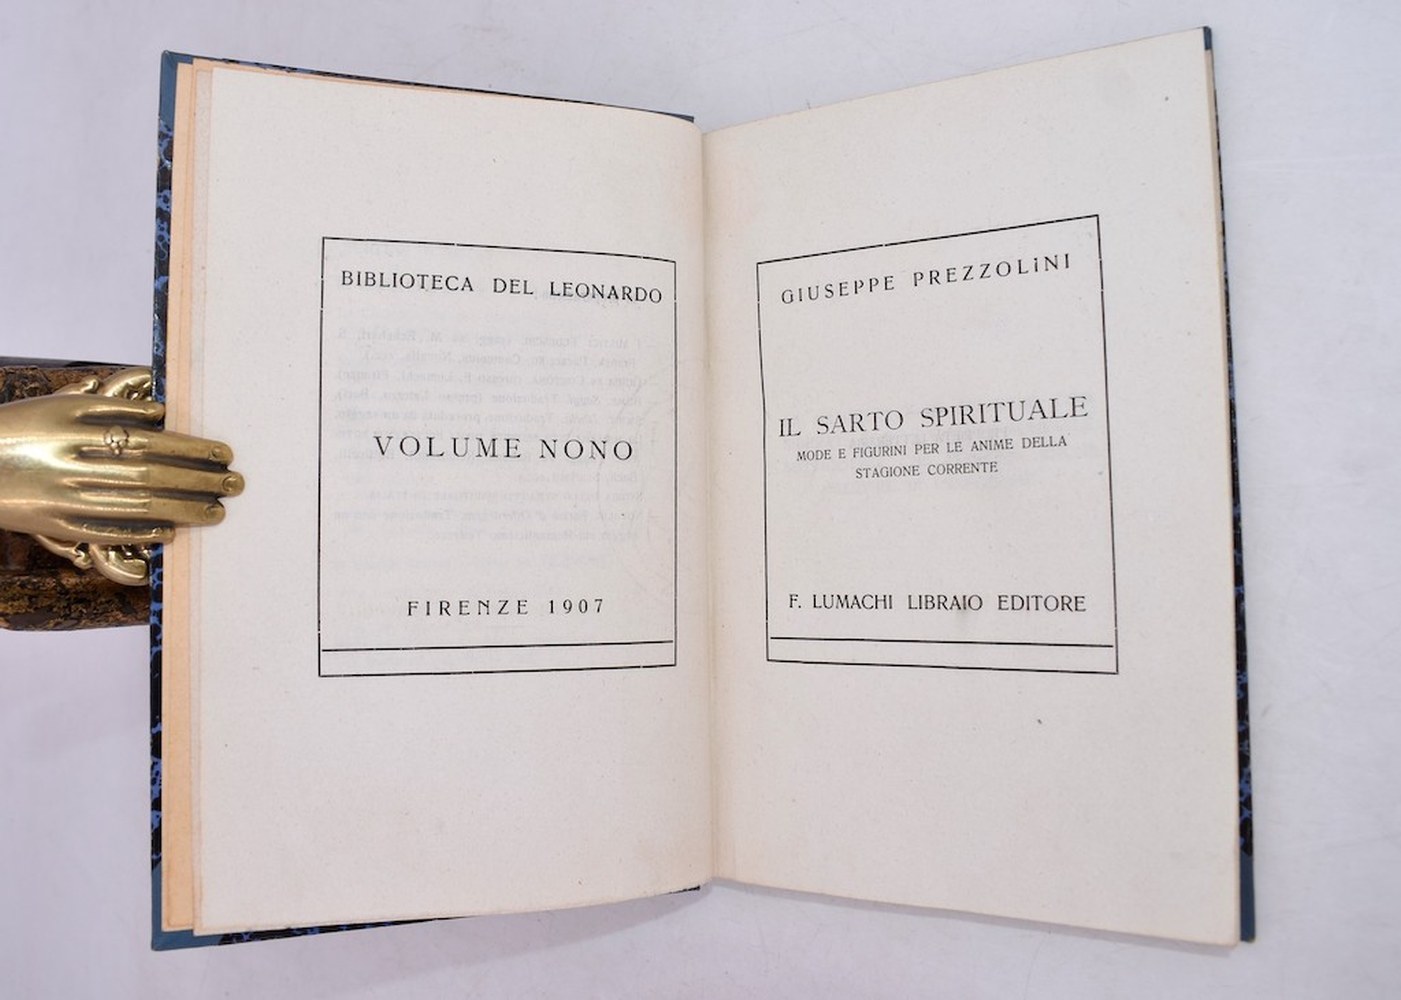 BIBLIOTECA DEL LEONARDO
VOLUME NONO
FIRENZE 1907
GIUSEPPE PREZZOLINI
IL SARTO SPIRITUALE
MODE E FIGURINI PER LE ANIME DELLA
STAGIONE CORRENTE
F. LUMACHI LIBRAIO EDITORE